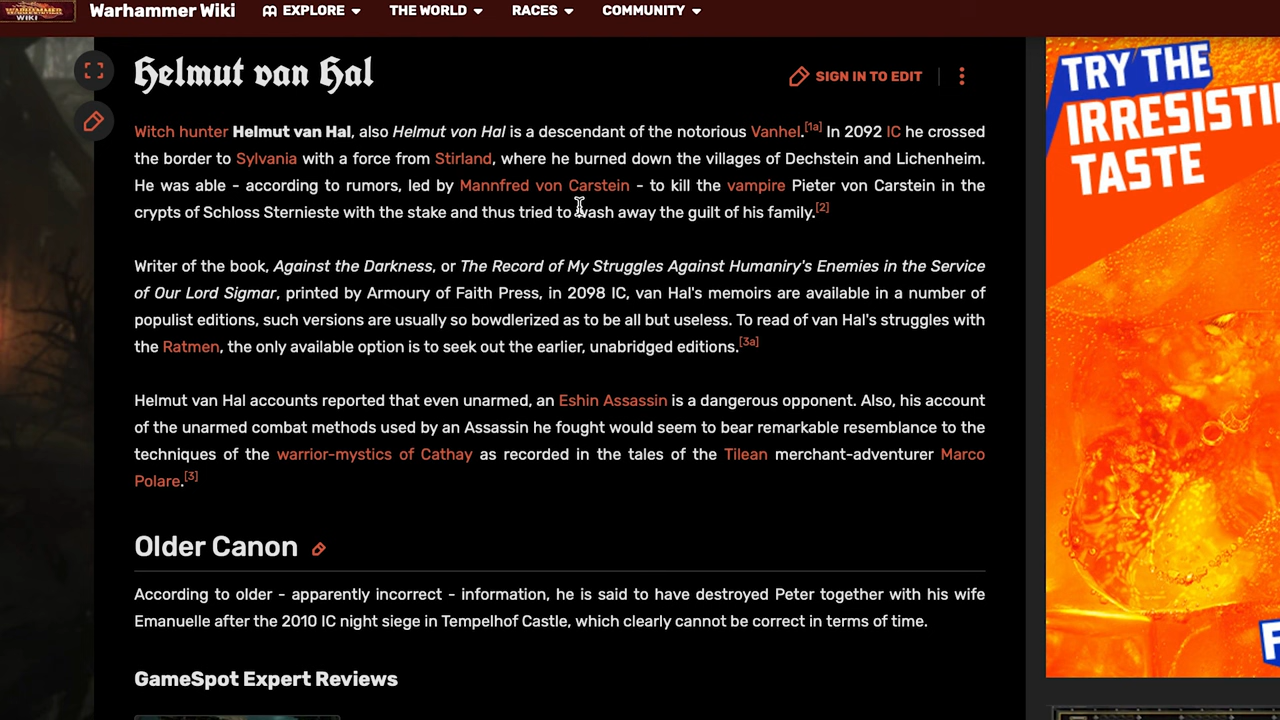 WARHAMMER
WIKI
Warhammer Wiki
EXPLORE
THE WORLD
RACES
COMMUNITY
Helmut van Hal
SIGN IN TO EDIT
Witch hunter Helmut van Hal, also Helmut von Hal is a descendant of the notorious Vanhel.[1a] In 2092 IC he crossed
the border to Sylvania with a force from Stirland, where he burned down the villages of Dechstein and Lichenheim.
He was able - according to rumors, led by Mannfred von Carstein - to kill the vampire Pieter von Carstein in the
crypts of Schloss Sternieste with the stake and thus tried to wash away the guilt of his family.[2]
Writer of the book, Against the Darkness, or The Record of My Struggles Against Humaniry's Enemies in the Service
of Our Lord Sigmar, printed by Armoury of Faith Press, in 2098 IC, van Hal's memoirs are available in a number of
populist editions, such versions are usually so bowdlerized as to be all but useless. To read of van Hal's struggles with
the Ratmen, the only available option is to seek out the earlier, unabridged editions.[3a]
Helmut van Hal accounts reported that even unarmed, an Eshin Assassin is a dangerous opponent. Also, his account
of the unarmed combat methods used by an Assassin he fought would seem to bear remarkable resemblance to the
techniques of the warrior-mystics of Cathay as recorded in the tales of the Tilean merchant-adventurer Marco
Polare.[3]
Older Canon
According to older - apparently incorrect - information, he is said to have destroyed Peter together with his wife
Emanuelle after the 2010 IC night siege in Tempelhof Castle, which clearly cannot be correct in terms of time.
GameSpot Expert Reviews
TRY THE
IRRESISTI
TASTE
F